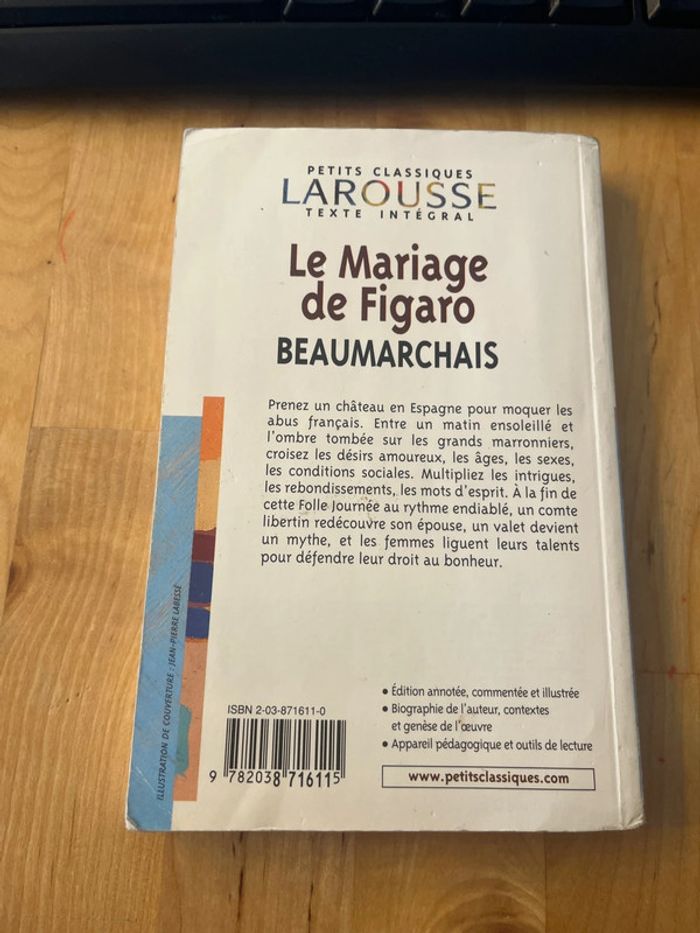 PETITS CLASSIQUES
LAROUSSE
TEXTE INTÉGRAL
Le Mariage
de Figaro
BEAUMARCHAIS
Prenez un château en Espagne pour moquer les
abus français. Entre un matin ensoleillé et
l'ombre tombée sur les grands marronniers,
croisez les désirs amoureux, les âges, les sexes,
les conditions sociales. Multipliez les intrigues,
les rebondissements, les mots d'esprit. À la fin de
cette Folle Journée au rythme endiablé, un comte
libertin redécouvre son épouse, un valet devient
un mythe, et les femmes liguent leurs talents
pour défendre leur droit au bonheur.
ILLUSTRATION DE COUVERTURE : JEAN-PIERRE LABESSE
ISBN 2-03-871611-0
9 782038 716115
• Édition annotée, commentée et illustrée
• Biographie de l'auteur, contextes
et genèse de l'œuvre
• Appareil pédagogique et outils de lecture
www.petitsclassiques.com